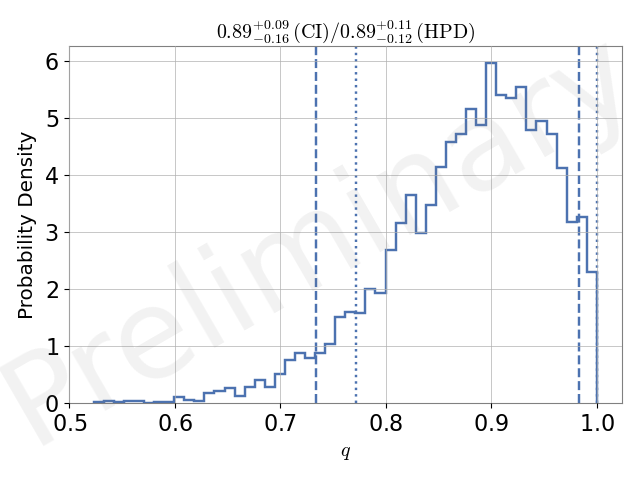 0.89^{+0.09}_{-0.16} (CI)/0.89^{+0.11}_{-0.12} (HPD)
6
5
4
3
2
1
0
Probability Density
Preliminary
0.5 0.6 0.7 0.8 0.9 1.0
q